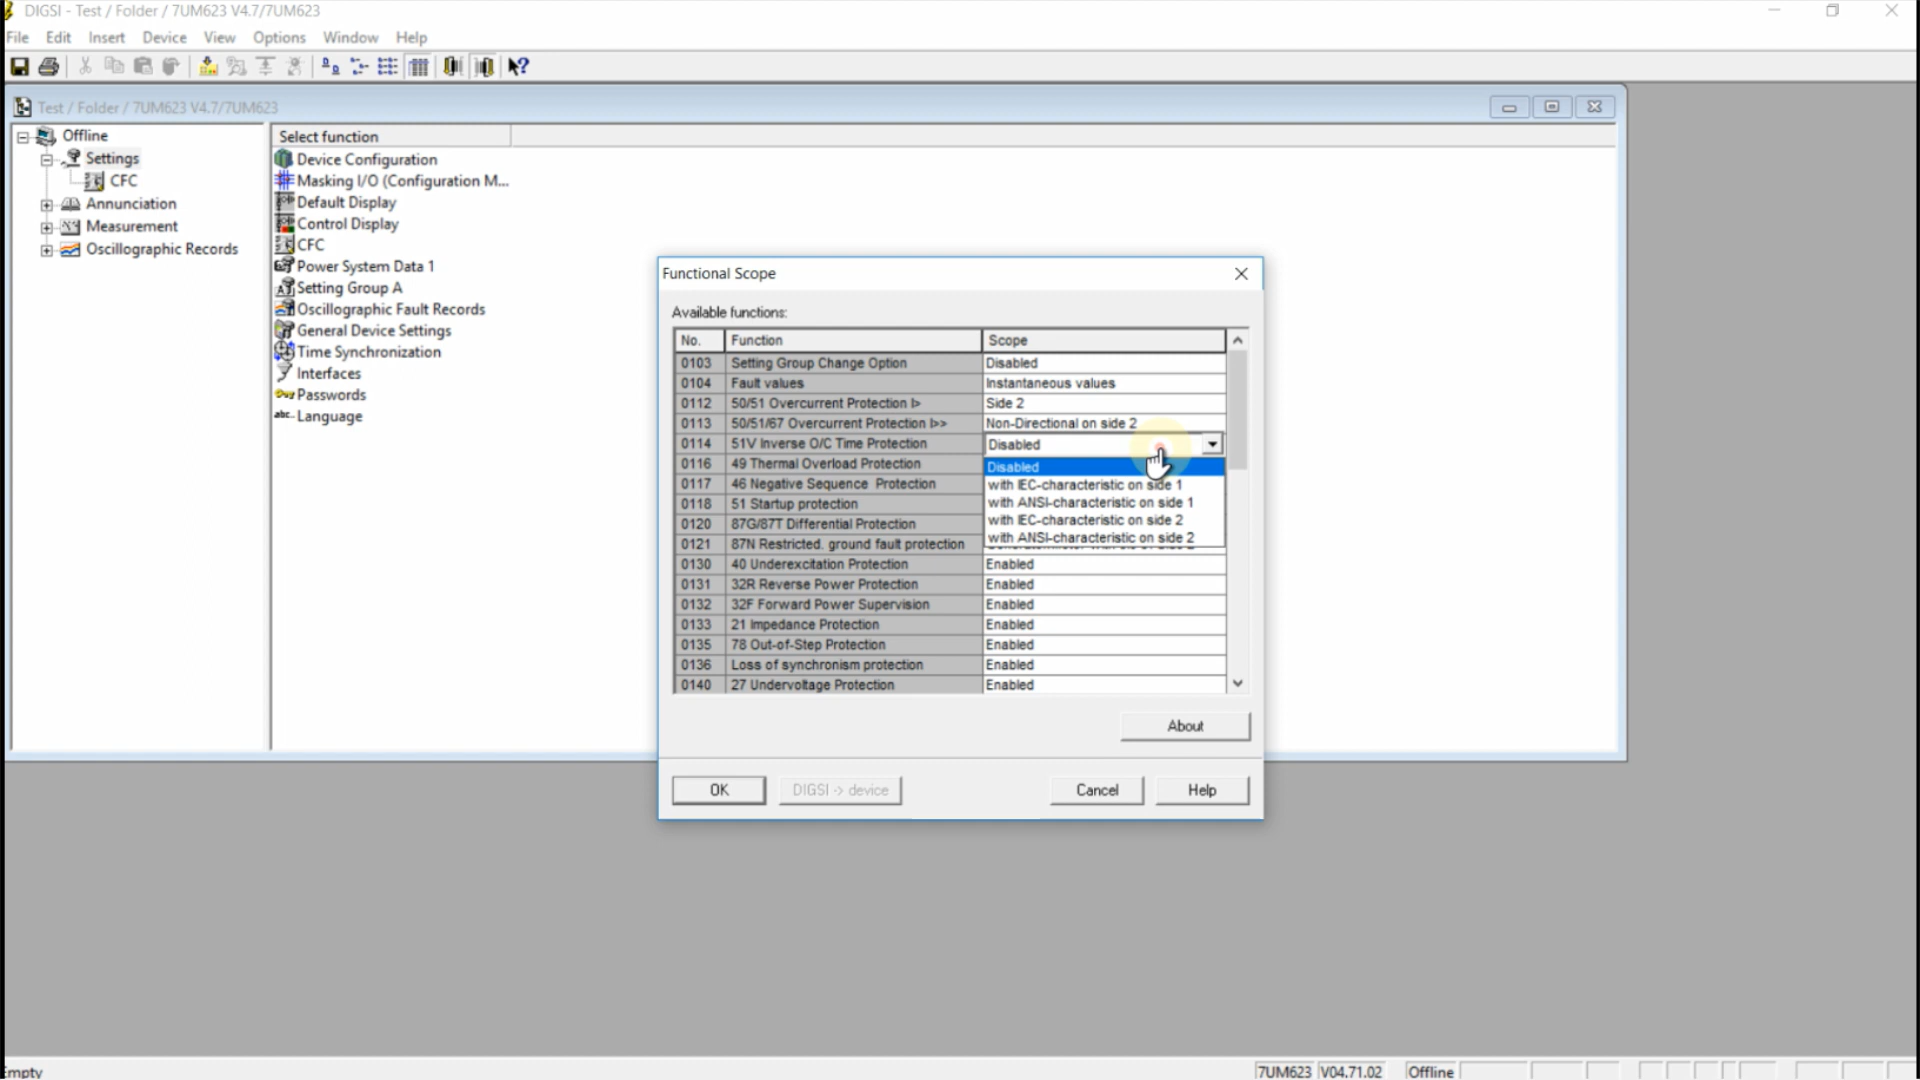 DIGSI - Test / Folder / 7UM623 V4.7/7UM623
File Edit Insert Device View Options Window Help
Test / Folder / 7UM623 V4.7/7UM623
Offline
Settings
CFC
Annunciation
Measurement
Oscillographic Records
Select function
Device Configuration
Masking I/O (Configuration M...
Default Display
Control Display
CFC
Power System Data 1
Setting Group A
Oscillographic Fault Records
General Device Settings
Time Synchronization
Interfaces
Passwords
Language
Functional Scope
Available functions:
No. Function Scope
0103 Setting Group Change Option Disabled
0104 Fault values Instantaneous values
0112 50/51 Overcurrent Protection I> Side 2
0113 50/51/67 Overcurrent Protection I>> Non-Directional on side 2
0114 51V Inverse O/C Time Protection Disabled
0116 49 Thermal Overload Protection
0117 46 Negative Sequence Protection
0118 51 Startup protection
0120 87G/87T Differential Protection
0121 87N Restricted. ground fault protection
Disabled
with IEC-characteristic on side 1
with ANSI-characteristic on side 1
with IEC-characteristic on side 2
with ANSI-characteristic on side 2
0130 40 Underexcitation Protection Enabled
0131 32R Reverse Power Protection Enabled
0132 32F Forward Power Supervision Enabled
0133 21 Impedance Protection Enabled
0135 78 Out-of-Step Protection Enabled
0136 Loss of synchronism protection Enabled
0140 27 Undervoltage Protection Enabled
About
OK DIGSI -> device Cancel Help
7UM623 V04.71.02 Offline